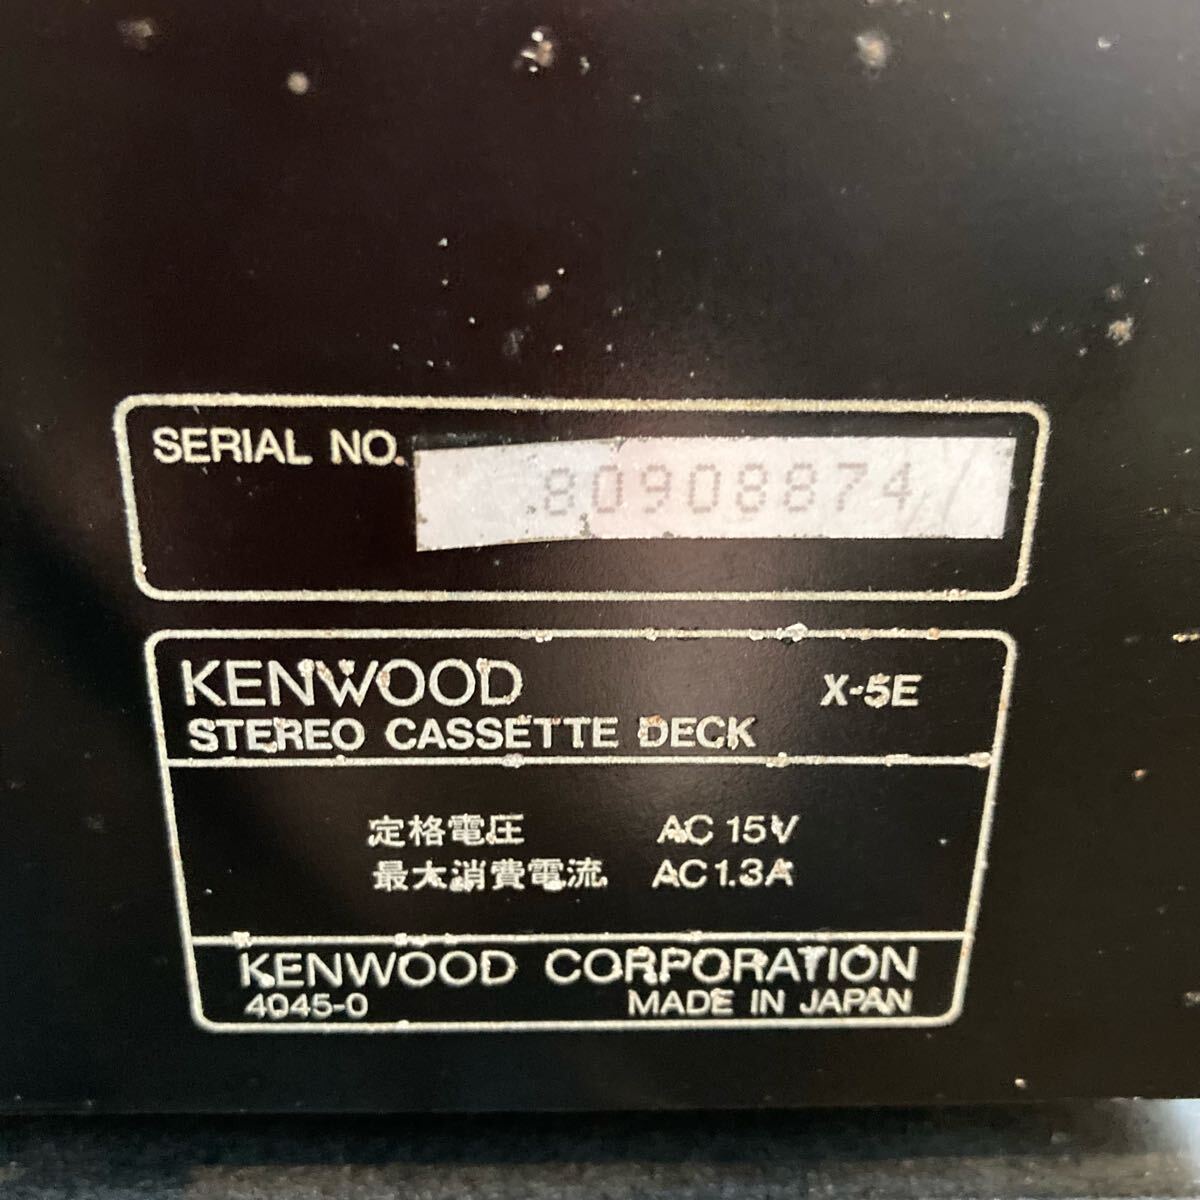 SERIAL NO. 80908874
KENWOOD X-5E
STEREO CASSETTE DECK
定格電圧 AC 15V
最大消費電流 AC 1.3A
KENWOOD CORPORATION
4045-0 MADE IN JAPAN